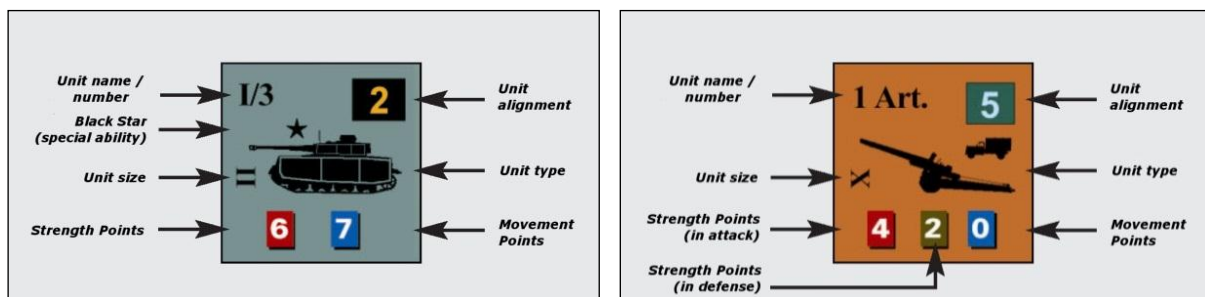 Unit name /
number
I/3
2
Unit
alignment
Black Star
(special ability)
Unit size
II
Unit type
Strength Points
6
7
Movement
Points
Unit name /
number
1 Art.
5
Unit
alignment
Unit size
X
Unit type
Strength Points
(in attack)
4
2
0
Movement
Points
Strength Points
(in defense)